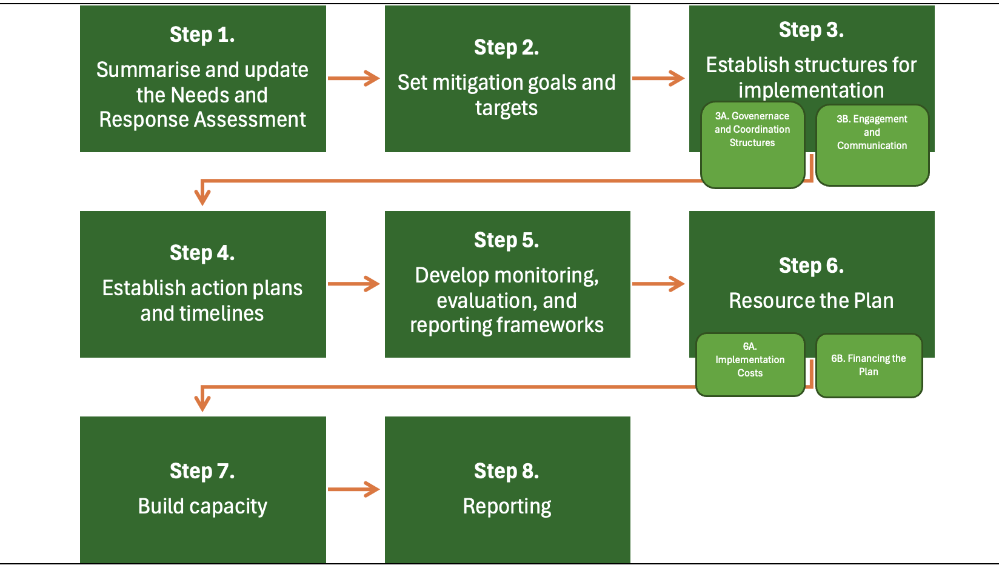 Step 1.
Summarise and update
the Needs and
Response Assessment
Step 2.
Set mitigation goals and
targets
Step 3.
Establish structures for
implementation
3A. Govenernace
and Coordination
Structures
3B. Engagement
and
Communication
Step 4.
Establish action plans
and timelines
Step 5.
Develop monitoring,
evaluation, and
reporting frameworks
Step 6.
Resource the Plan
6A.
Implementation
Costs
6B. Financing the
Plan
Step 7.
Build capacity
Step 8.
Reporting